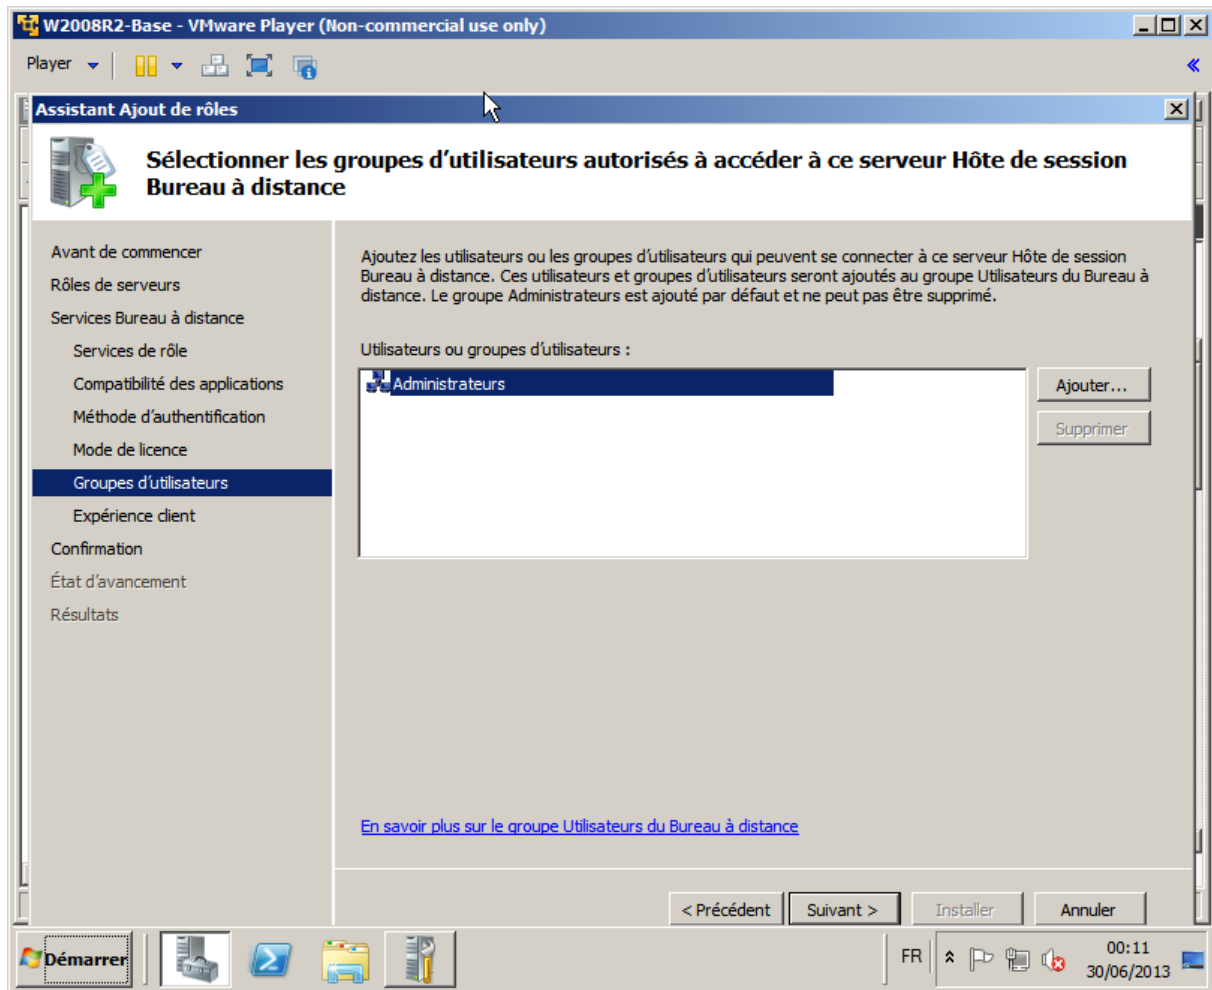 W2008R2-Base - VMware Player (Non-commercial use only)
Player
Assistant Ajout de rôles
Sélectionner les groupes d'utilisateurs autorisés à accéder à ce serveur Hôte de session
Bureau à distance
Avant de commencer
Rôles de serveurs
Services Bureau à distance
Services de rôle
Compatibilité des applications
Méthode d'authentification
Mode de licence
Groupes d'utilisateurs
Expérience client
Confirmation
État d'avancement
Résultats
Ajoutez les utilisateurs ou les groupes d'utilisateurs qui peuvent se connecter à ce serveur Hôte de session
Bureau à distance. Ces utilisateurs et groupes d'utilisateurs seront ajoutés au groupe Utilisateurs du Bureau à
distance. Le groupe Administrateurs est ajouté par défaut et ne peut pas être supprimé.
Utilisateurs ou groupes d'utilisateurs :
Administrateurs
Ajouter...
Supprimer
En savoir plus sur le groupe Utilisateurs du Bureau à distance
< Précédent
Suivant >
Installer
Annuler
Démarrer
FR
00:11
30/06/2013